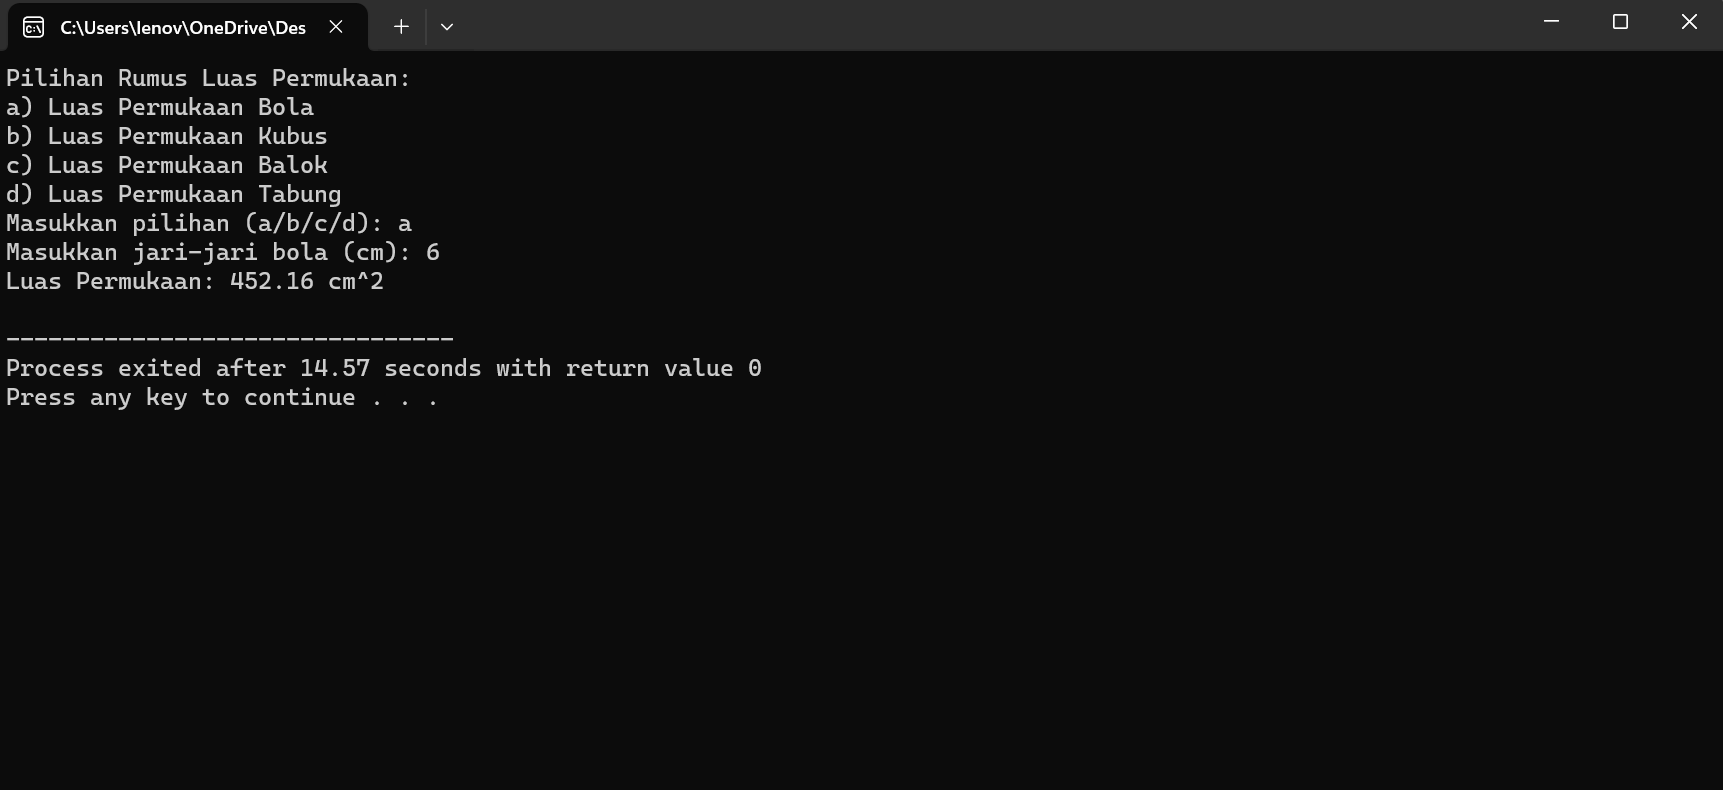 C:\Users\lenov\OneDrive\Des
Pilihan Rumus Luas Permukaan:
a) Luas Permukaan Bola
b) Luas Permukaan Kubus
c) Luas Permukaan Balok
d) Luas Permukaan Tabung
Masukkan pilihan (a/b/c/d): a
Masukkan jari-jari bola (cm): 6
Luas Permukaan: 452.16 cm^2
--------------------------------
Process exited after 14.57 seconds with return value 0
Press any key to continue . . .